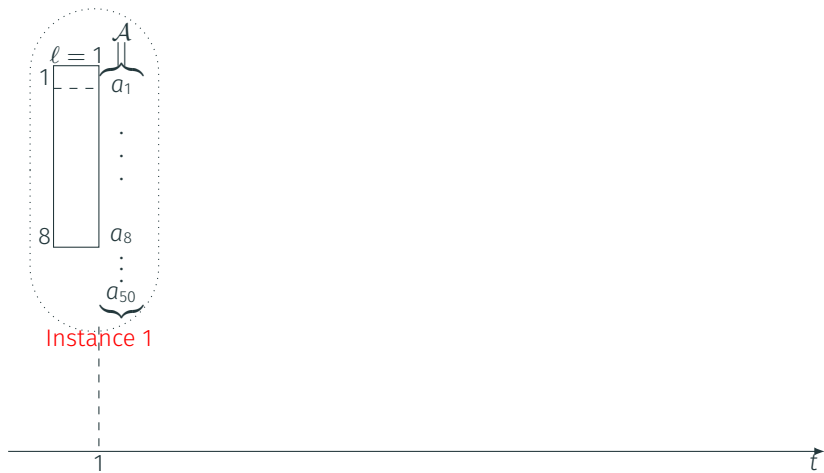 𝒜
ℓ = 1
1 a₁
8 a₈
a₅₀
Instance 1
1 t